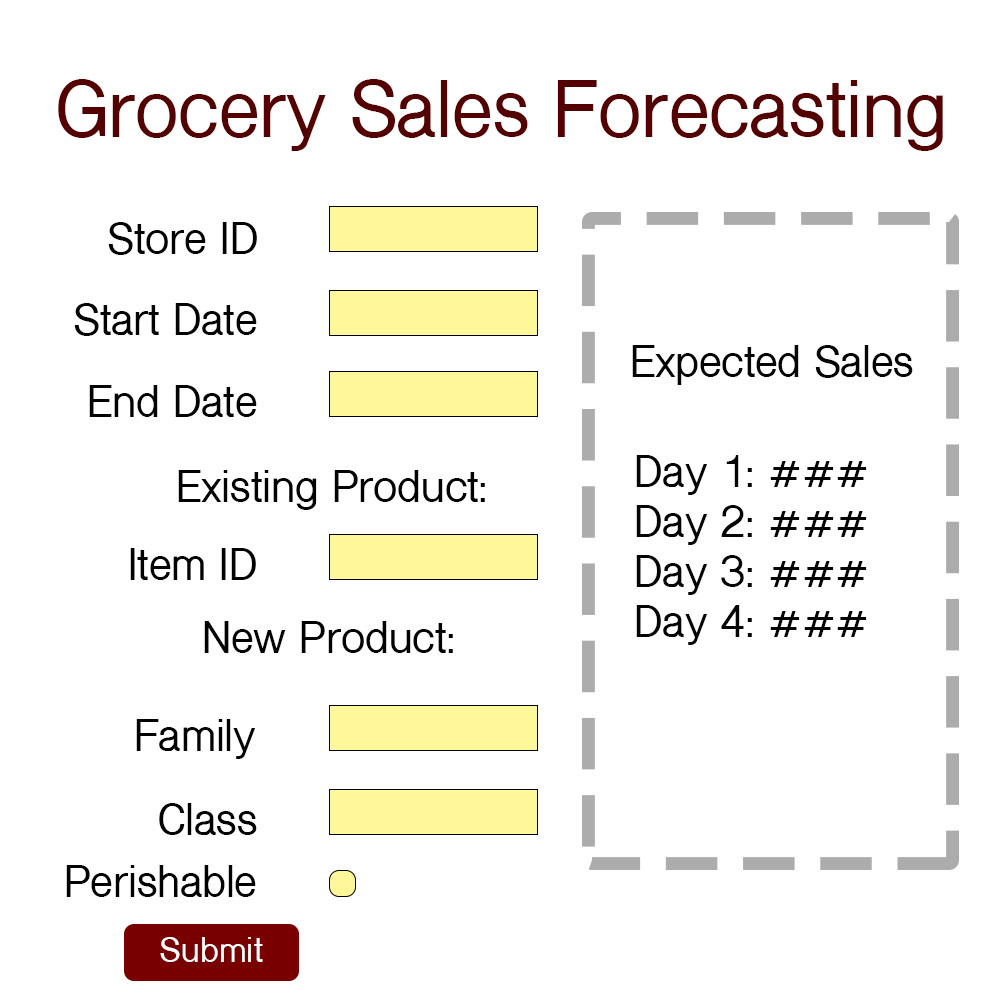 Grocery Sales Forecasting
Store ID
Start Date
End Date
Existing Product:
Item ID
New Product:
Family
Class
Perishable
Submit
Expected Sales
Day 1: ###
Day 2: ###
Day 3: ###
Day 4: ###